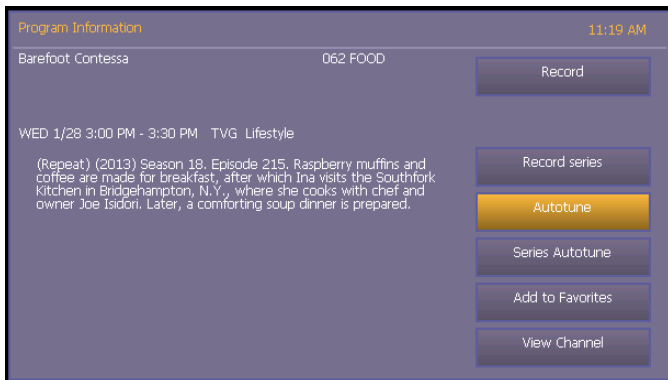 Program Information 11:19 AM
Barefoot Contessa 062 FOOD
Record
WED 1/28 3:00 PM - 3:30 PM TVG Lifestyle
(Repeat) (2013) Season 18. Episode 215. Raspberry muffins and
coffee are made for breakfast, after which Ina visits the Southfork
Kitchen in Bridgehampton, N.Y., where she cooks with chef and
owner Joe Isidori. Later, a comforting soup dinner is prepared.
Record series
Autotune
Series Autotune
Add to Favorites
View Channel